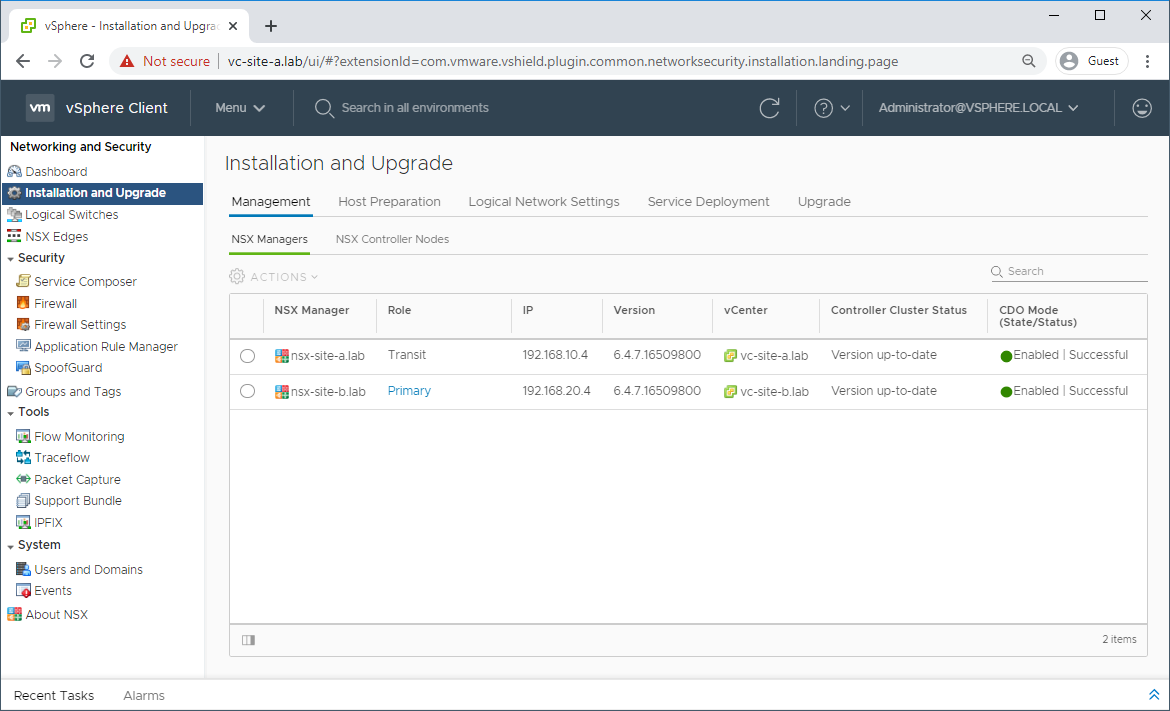 vSphere - Installation and Upgra
Not secure
vc-site-a.lab/ui/#?extensionId=com.vmware.vshield.plugin.common.networksecurity.installation.landing.page
Guest
vm
vSphere Client
Menu
Search in all environments
?
Administrator@VSPHERE.LOCAL
Networking and Security
Dashboard
Installation and Upgrade
Logical Switches
NSX Edges
Security
Service Composer
Firewall
Firewall Settings
Application Rule Manager
SpoofGuard
Groups and Tags
Tools
Flow Monitoring
Traceflow
Packet Capture
Support Bundle
IPFIX
System
Users and Domains
Events
About NSX
Installation and Upgrade
Management Host Preparation Logical Network Settings Service Deployment Upgrade
NSX Managers NSX Controller Nodes
ACTIONS
Search
NSX Manager Role IP Version vCenter Controller Cluster Status CDO Mode
(State/Status)
nsx-site-a.lab Transit 192.168.10.4 6.4.7.16509800 vc-site-a.lab Version up-to-date Enabled | Successful
nsx-site-b.lab Primary 192.168.20.4 6.4.7.16509800 vc-site-b.lab Version up-to-date Enabled | Successful
2 items
Recent Tasks Alarms